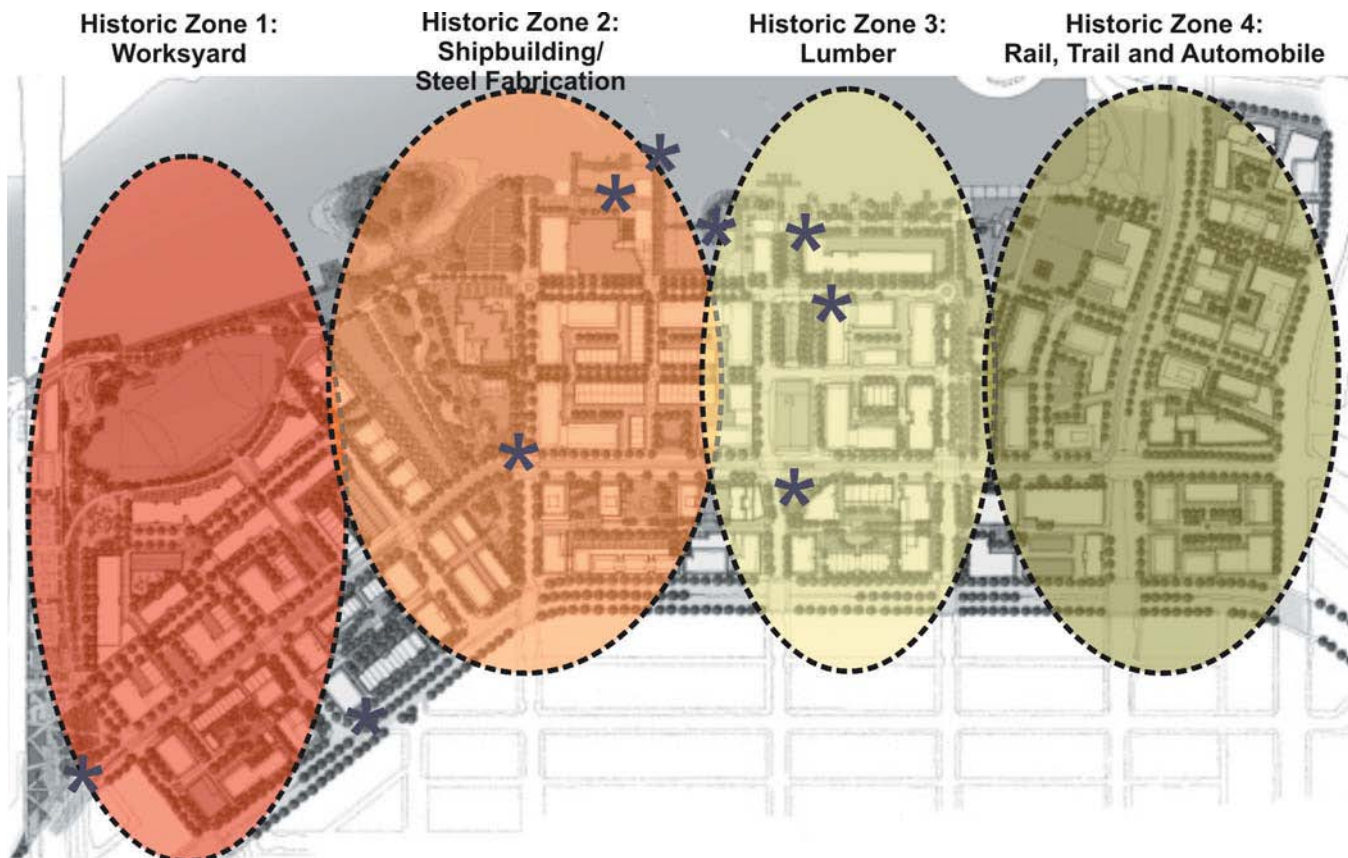 Historic Zone 1:
Worksyard
Historic Zone 2:
Shipbuilding/
Steel Fabrication
Historic Zone 3:
Lumber
Historic Zone 4:
Rail, Trail and Automobile